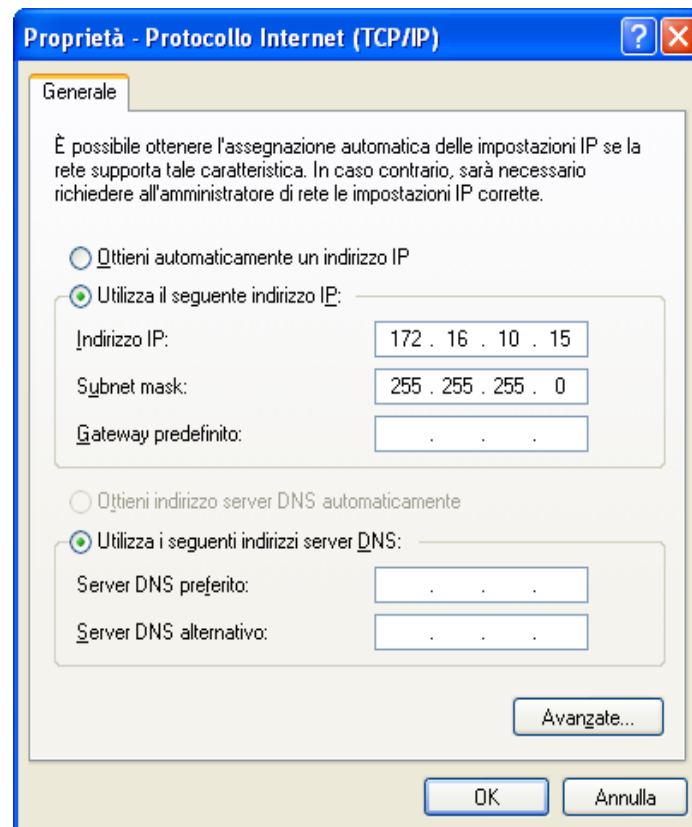 Proprietà - Protocollo Internet (TCP/IP)
Generale
È possibile ottenere l'assegnazione automatica delle impostazioni IP se la
rete supporta tale caratteristica. In caso contrario, sarà necessario
richiedere all'amministratore di rete le impostazioni IP corrette.
Ottieni automaticamente un indirizzo IP
Utilizza il seguente indirizzo IP:
Indirizzo IP: 172 . 16 . 10 . 15
Subnet mask: 255 . 255 . 255 . 0
Gateway predefinito: . . .
Ottieni indirizzo server DNS automaticamente
Utilizza i seguenti indirizzi server DNS:
Server DNS preferito: . . .
Server DNS alternativo: . . .
Avanzate...
OK Annulla